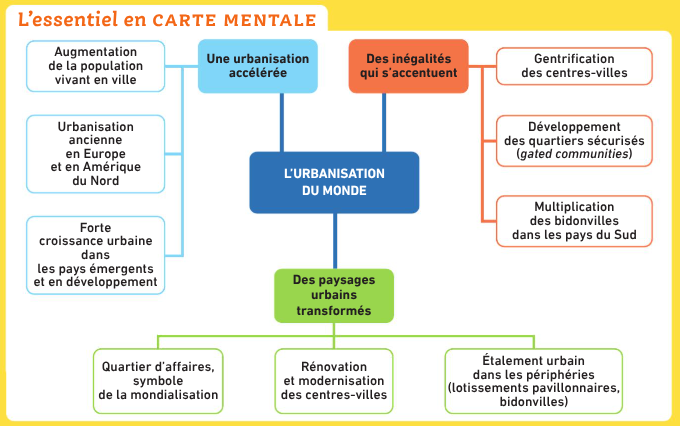 L'essentiel en CARTE MENTALE
Augmentation
de la population
vivant en ville
Urbanisation
ancienne
en Europe
et en Amérique
du Nord
Forte
croissance urbaine
dans
les pays émergents
et en développement
Une urbanisation
accélérée
Des inégalités
qui s'accentuent
Gentrification
des centres-villes
Développement
des quartiers sécurisés
(gated communities)
Multiplication
des bidonvilles
dans les pays du Sud
L'URBANISATION
DU MONDE
Des paysages
urbains
transformés
Quartier d'affaires,
symbole
de la mondialisation
Rénovation
et modernisation
des centres-villes
Étalement urbain
dans les périphéries
(lotissements pavillonnaires,
bidonvilles)